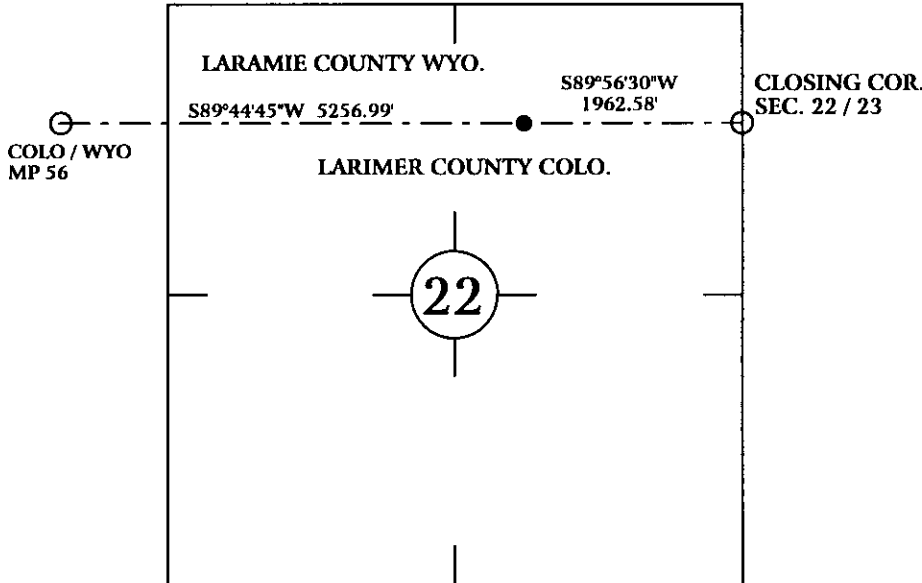 LARAMIE COUNTY WYO.
S89°56'30"W
1962.58'
CLOSING COR.
SEC. 22 / 23
S89°44'45"W 5256.99'
COLO / WYO
MP 56
LARIMER COUNTY COLO.
22